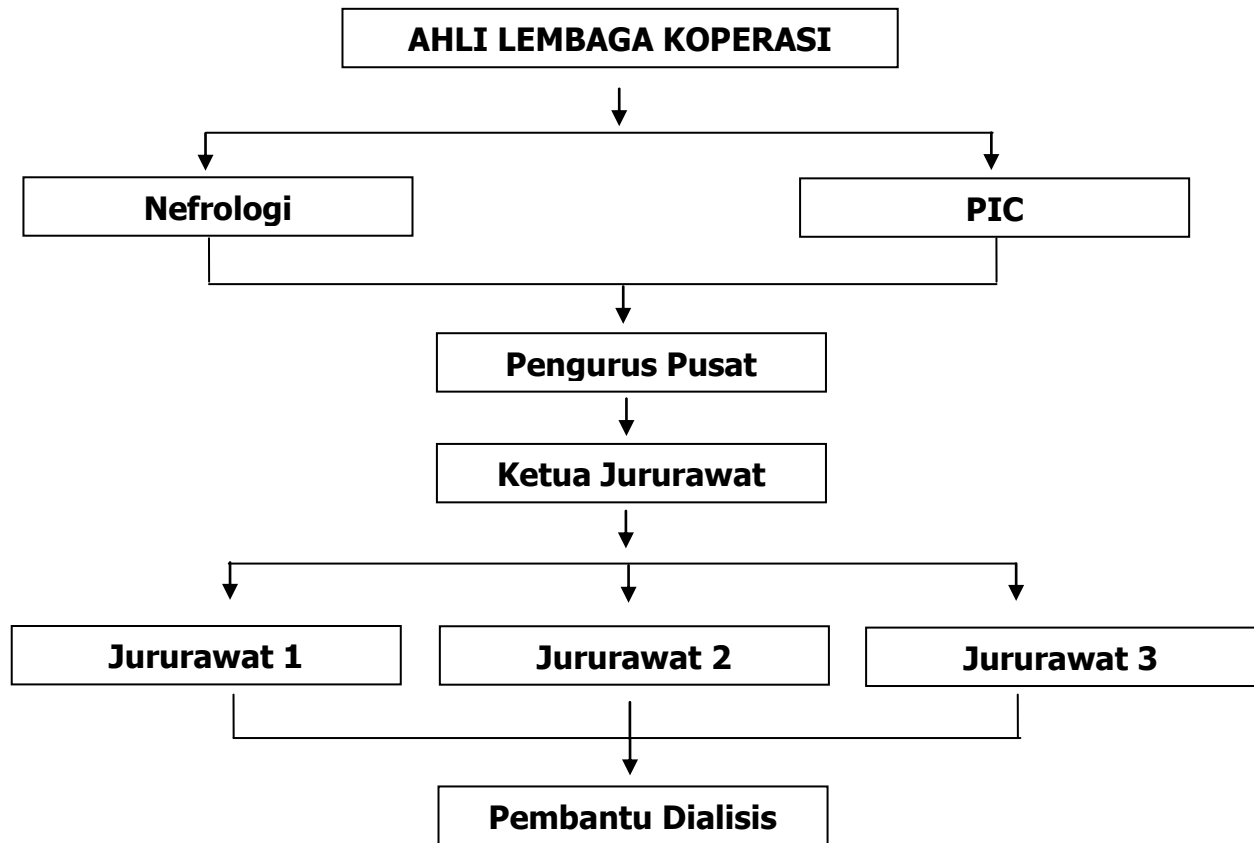 AHLI LEMBAGA KOPERASI
Nefrologi
PIC
Pengurus Pusat
Ketua Jururawat
Jururawat 1
Jururawat 2
Jururawat 3
Pembantu Dialisis